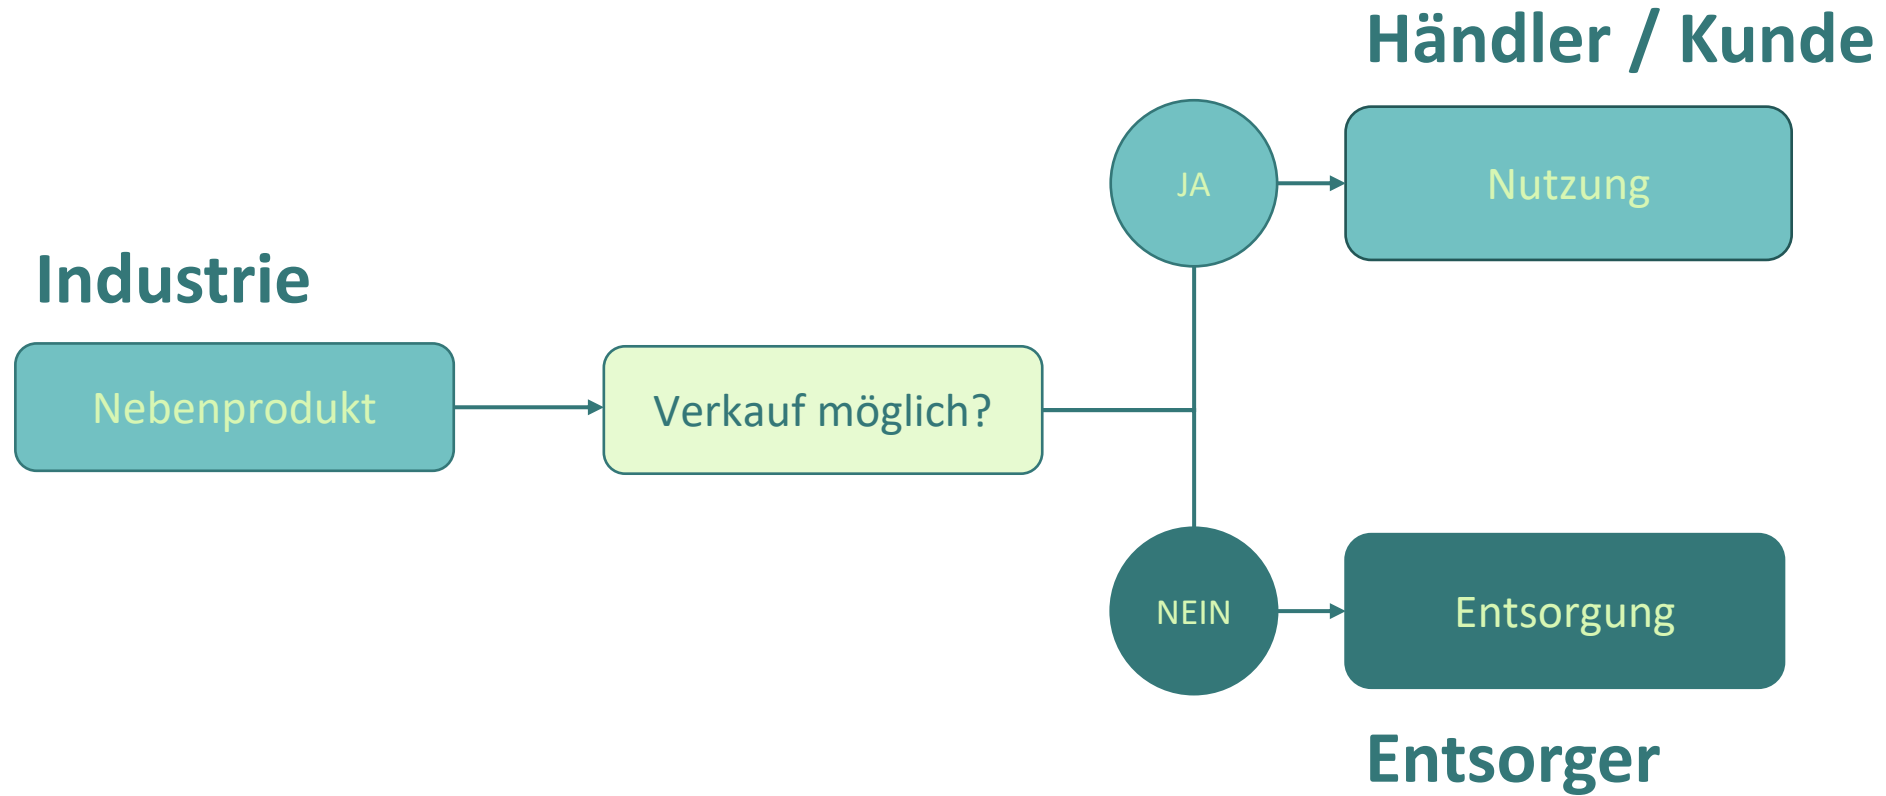 Händler / Kunde
JA
Nutzung
Industrie
Nebenprodukt
Verkauf möglich?
NEIN
Entsorgung
Entsorger